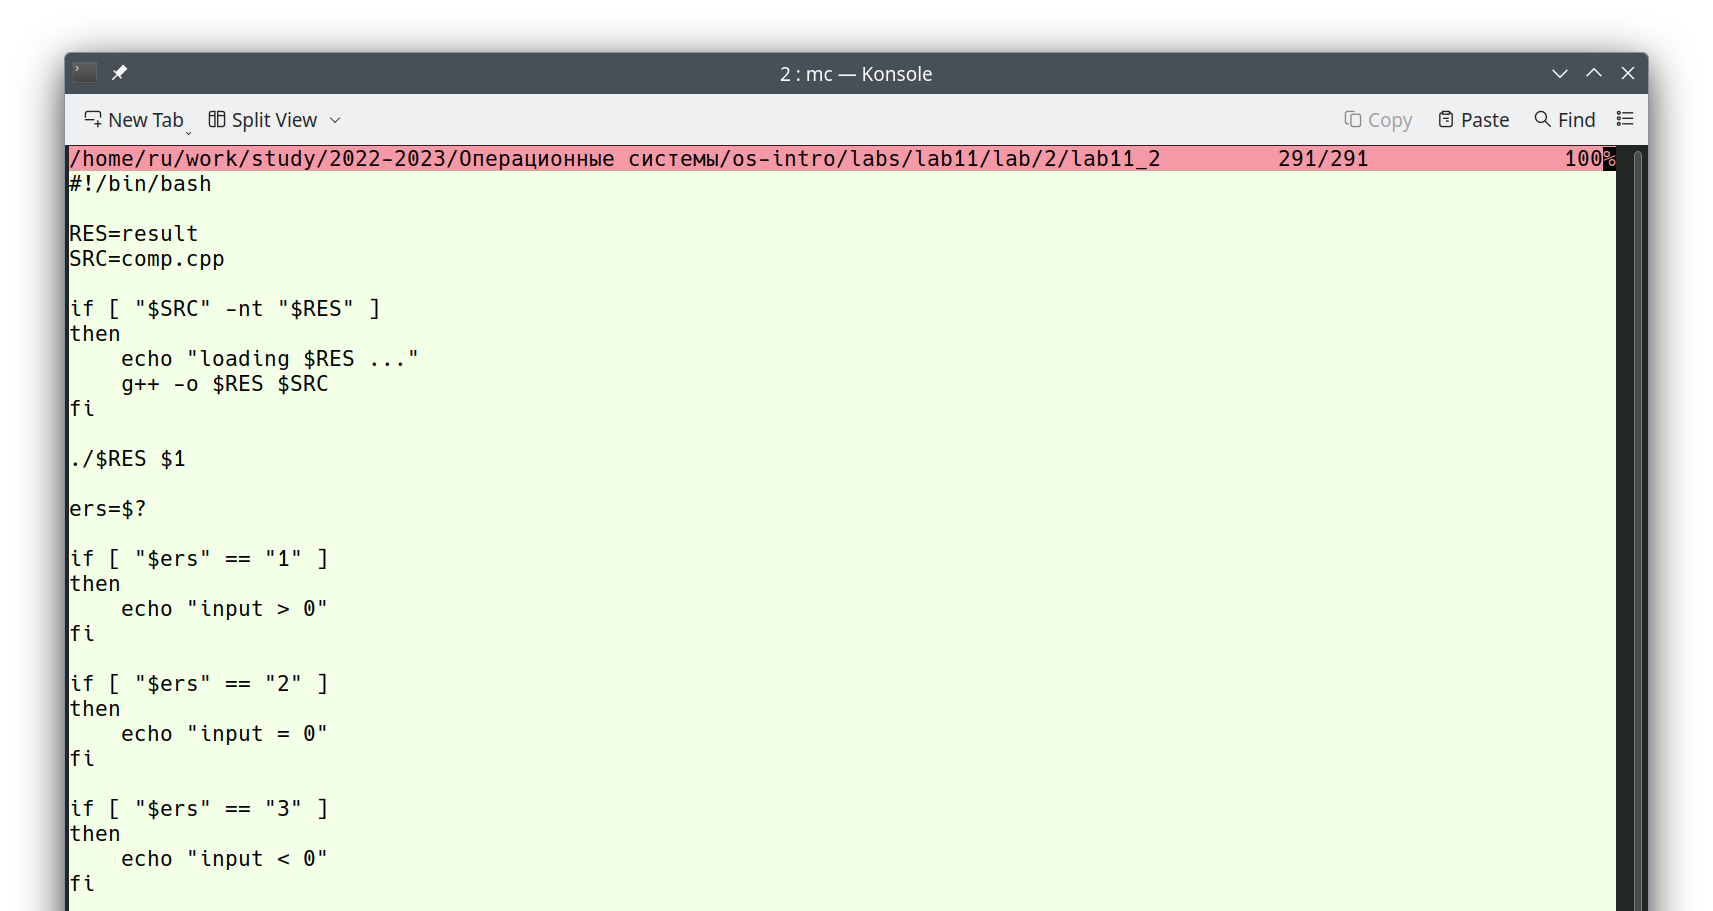 2 : mc — Konsole
New Tab Split View Copy Paste Find
/home/ru/work/study/2022-2023/Операционные системы/os-intro/labs/lab11/lab/2/lab11_2 291/291 100%
#!/bin/bash

RES=result
SRC=comp.cpp

if [ "$SRC" -nt "$RES" ]
then
    echo "loading $RES ..."
    g++ -o $RES $SRC
fi

./$RES $1

ers=$?

if [ "$ers" == "1" ]
then
    echo "input > 0"
fi

if [ "$ers" == "2" ]
then
    echo "input = 0"
fi

if [ "$ers" == "3" ]
then
    echo "input < 0"
fi